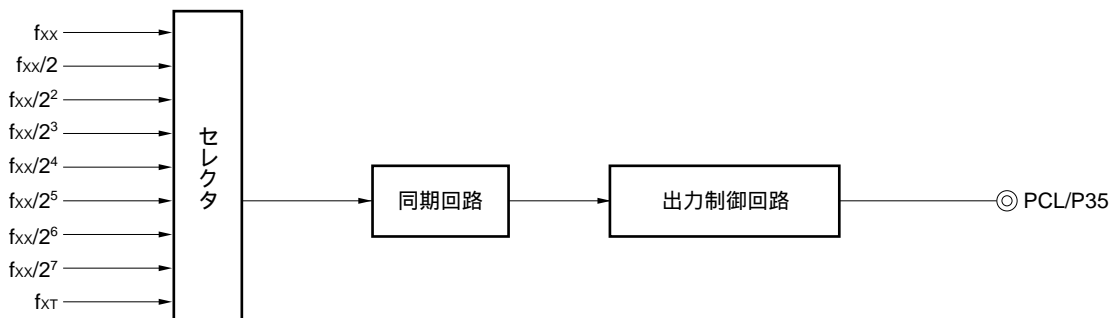 fXX
fXX/2
fXX/2²
fXX/2³
fXX/2⁴
fXX/2⁵
fXX/2⁶
fXX/2⁷
fXT
セレクタ
同期回路
出力制御回路
PCL/P35